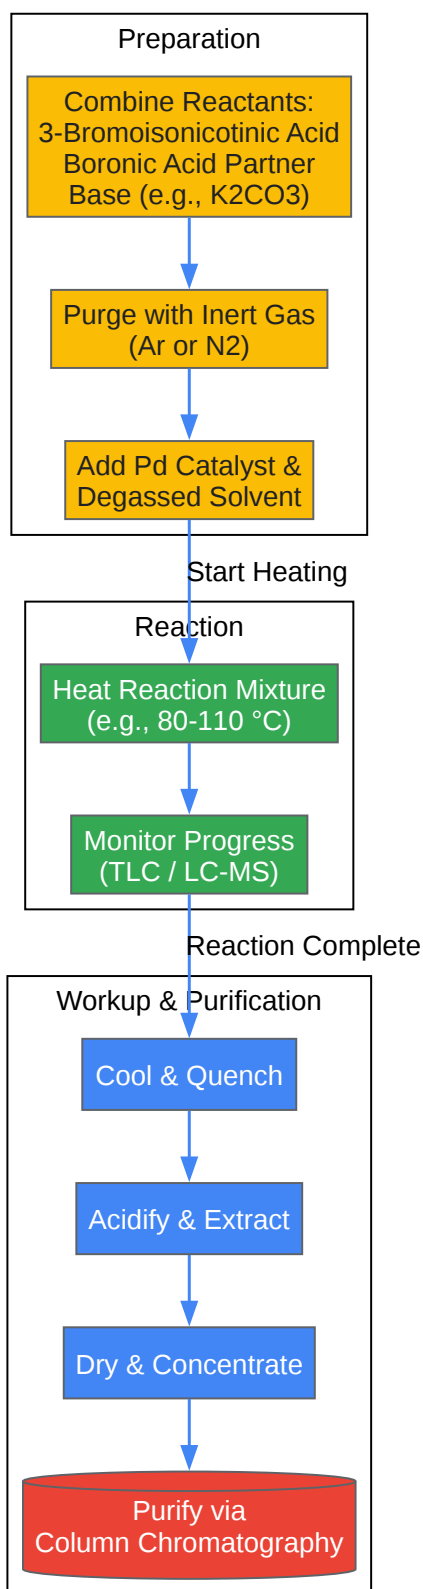 Preparation
Combine Reactants:
3-Bromoisonicotinic Acid
Boronic Acid Partner
Base (e.g., K2CO3)
Purge with Inert Gas
(Ar or N2)
Add Pd Catalyst &
Degassed Solvent
Start Heating
Reaction
Heat Reaction Mixture
(e.g., 80-110 °C)
Monitor Progress
(TLC / LC-MS)
Reaction Complete
Workup & Purification
Cool & Quench
Acidify & Extract
Dry & Concentrate
Purify via
Column Chromatography